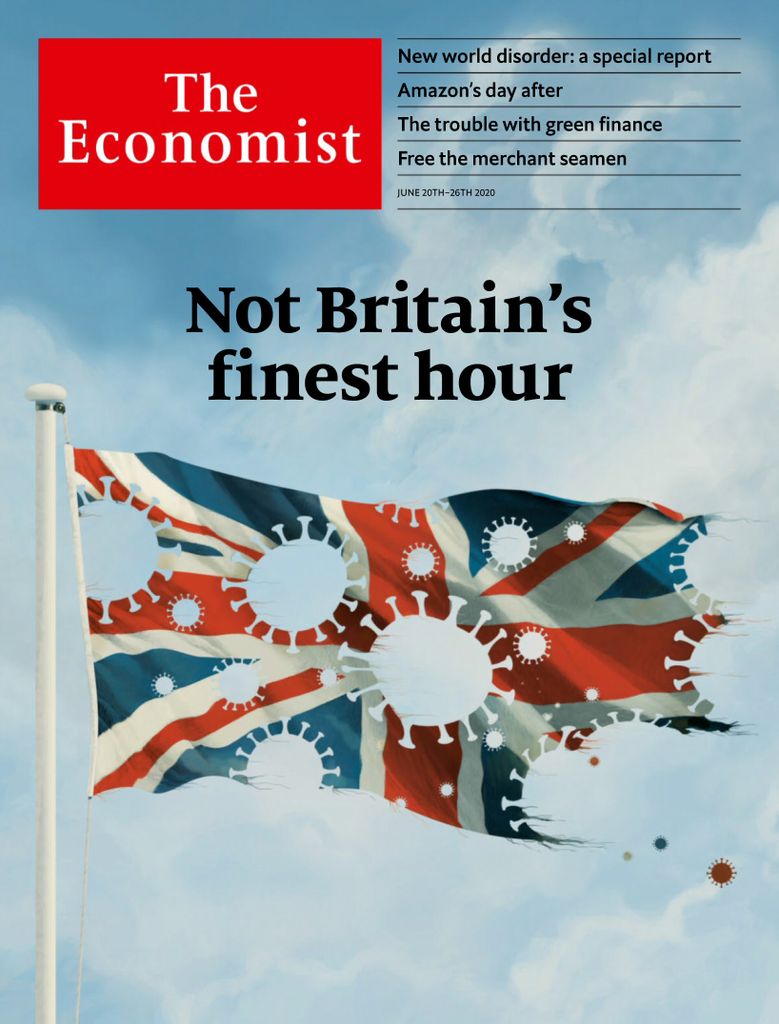 The
Economist
New world disorder: a special report
Amazon’s day after
The trouble with green finance
Free the merchant seamen
JUNE 20TH–26TH 2020
Not Britain’s
finest hour